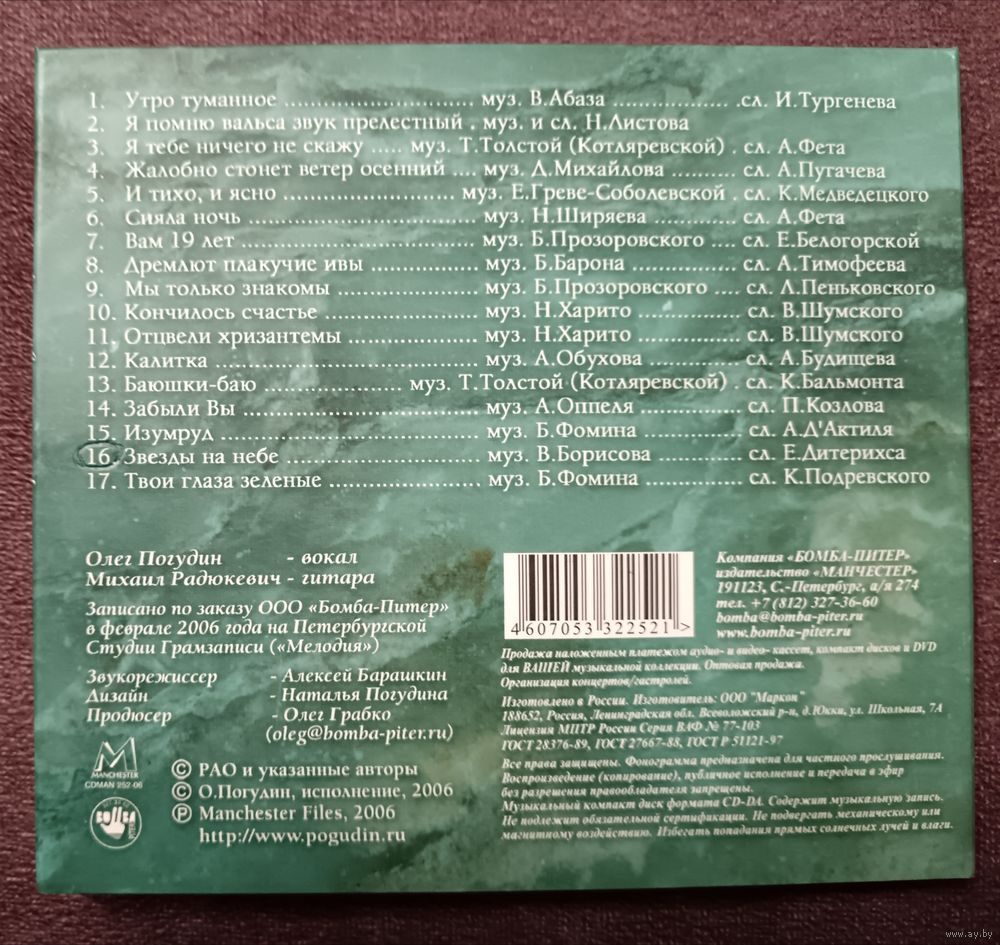 1. Утро туманное ............................ муз. В.Абаза ................. .сл. И.Тургенева
2. Я помню вальса звук прелестный . муз. и сл. Н.Листова
3. Я тебе ничего не скажу ..... муз. Т.Толстой (Котляревской) . сл. А.Фета
4. Жалобно стонет ветер осенний .... муз. Д.Михайлова ........... сл. А.Пугачева
5. И тихо, и ясно .......................... муз. Е.Греве-Соболевской . сл. К.Медведецкого
6. Сияла ночь ................................... муз. Н.Ширяева ............. сл. А.Фета
7. Вам 19 лет ................................... муз. Б.Прозоровского .... сл. Е.Белогорской
8. Дремлют плакучие ивы ................ муз. Б.Барона ................ сл. А.Тимофеева
9. Мы только знакомы ..................... муз. Б.Прозоровского .... сл. Л.Пеньковского
10. Кончилось счастье ....................... муз. Н.Харито ................ сл. В.Шумского
11. Отцвели хризантемы .................... муз. Н.Харито ................ сл. В.Шумского
12. Калитка ........................................ муз. А.Обухова .............. сл. А.Будищева
13. Баюшки-баю ...................... муз. Т.Толстой (Котляревской) . сл. К.Бальмонта
14. Забыли Вы ................................... муз. А.Оппеля ............... сл. П.Козлова
15. Изумруд ....................................... муз. Б.Фомина ............... сл. А.Д'Актиля
16. Звезды на небе ............................. муз. В.Борисова ............. сл. Е.Дитерихса
17. Твои глаза зеленые ...................... муз. Б.Фомина ................ сл. К.Подревского
Олег Погудин - вокал
Михаил Радюкевич - гитара
Записано по заказу ООО «Бомба-Питер»
в феврале 2006 года на Петербургской
Студии Грамзаписи («Мелодия»)
Звукорежиссер - Алексей Барашкин
Дизайн - Наталья Погудина
Продюсер - Олег Грабко
(oleg@bomba-piter.ru)
MANCHESTER
CDMAN 252-06
© РАО и указанные авторы
© О.Погудин, исполнение, 2006
℗ Manchester Files, 2006
http://www.pogudin.ru
4 607053 322521 >
Компания «БОМБА-ПИТЕР»
издательство «МАНЧЕСТЕР»
191123, С.-Петербург, а/я 274
тел. +7 (812) 327-36-60
bomba@bomba-piter.ru
www.bomba-piter.ru
Продажа наложенным платежом аудио- и видео- кассет, компакт дисков и DVD
для ВАШЕЙ музыкальной коллекции. Оптовая продажа.
Организация концертов/гастролей.
Изготовлено в России. Изготовитель: ООО "Маркон"
188652, Россия, Ленинградская обл. Всеволожский р-н, д.Юкки, ул. Школьная, 7А
Лицензия МПТР России Серия ВАФ № 77-103
ГОСТ 28376-89, ГОСТ 27667-88, ГОСТ Р 51121-97
Все права защищены. Фонограмма предназначена для частного прослушивания.
Воспроизведение (копирование), публичное исполнение и передача в эфир
без разрешения правообладателя запрещены.
Музыкальный компакт диск формата CD-DA. Содержит музыкальную запись.
Не подлежит обязательной сертификации. Не подвергать механическому или
магнитному воздействию. Избегать попадания прямых солнечных лучей и влаги.
www.ay.by